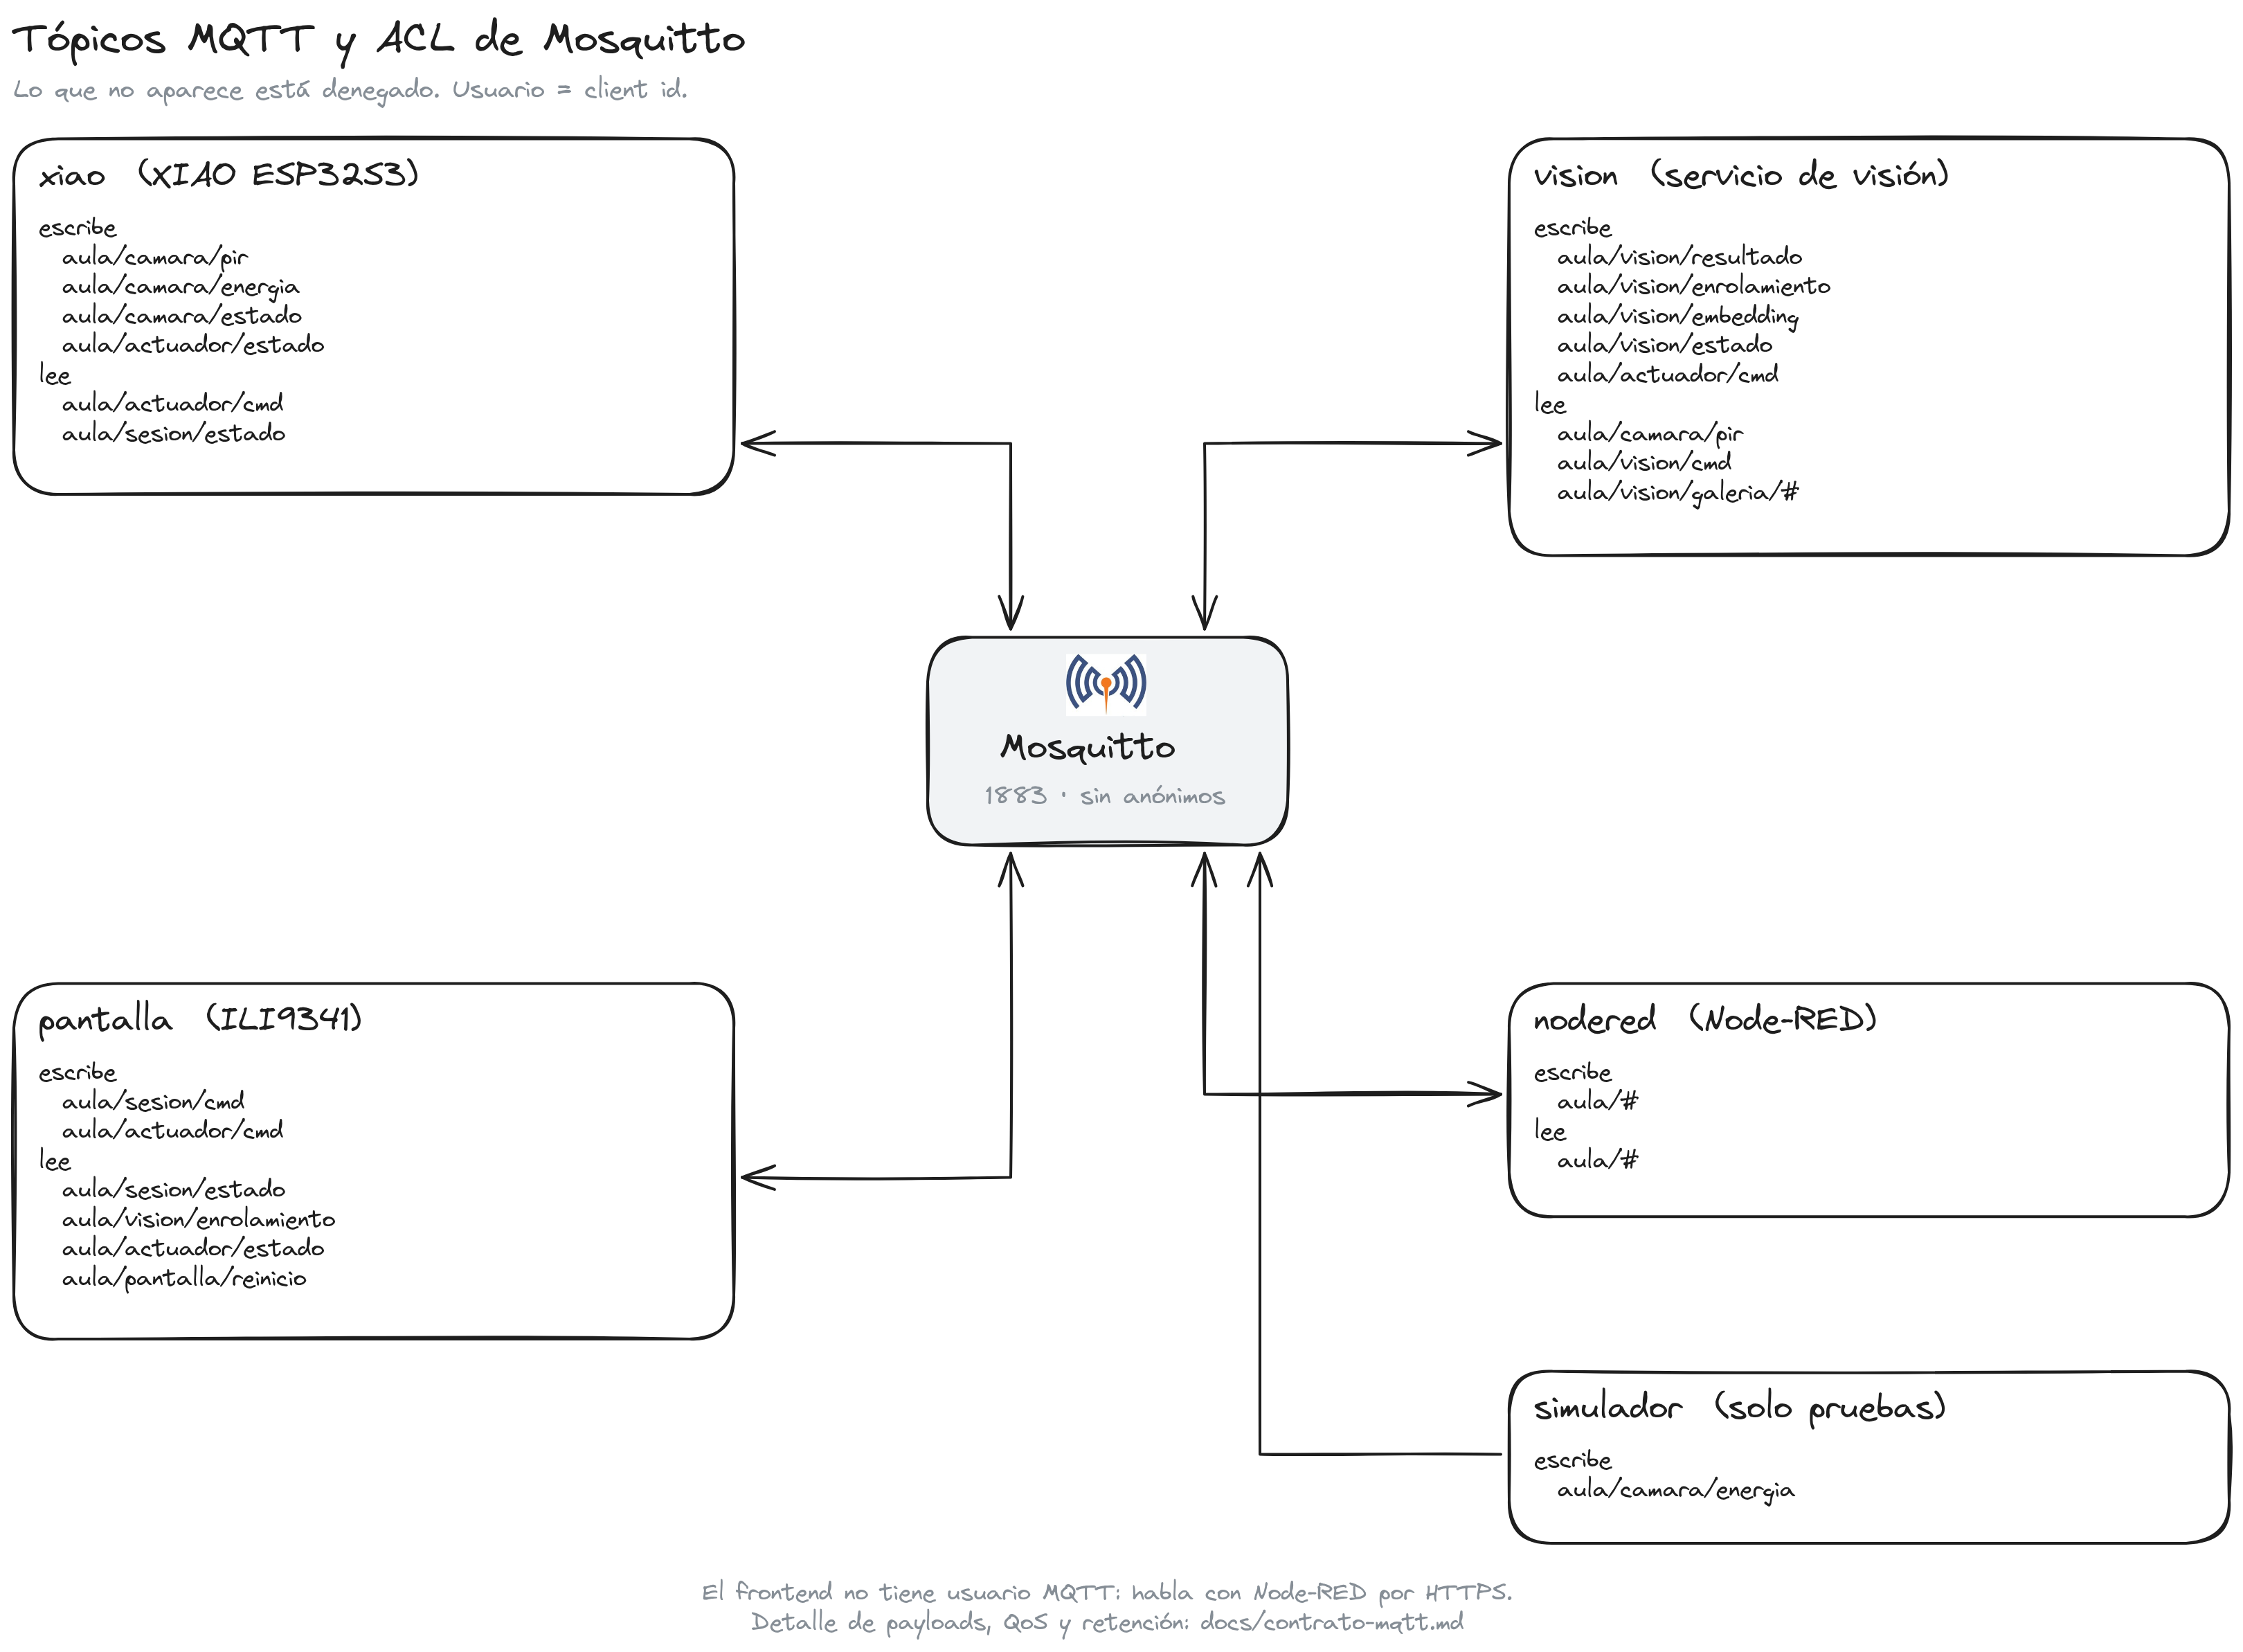 Tópicos MQTT y ACL de Mosquitto
Lo que no aparece está denegado. Usuario = client id.
xiao (XIAO ESP32S3)
escribe
aula/camara/pir
aula/camara/energia
aula/camara/estado
aula/actuador/estado
lee
aula/actuador/cmd
aula/sesion/estado
vision (servicio de visión)
escribe
aula/vision/resultado
aula/vision/enrolamiento
aula/vision/embedding
aula/vision/estado
aula/actuador/cmd
lee
aula/camara/pir
aula/vision/cmd
aula/vision/galeria/#
Mosquitto
1883 · sin anónimos
pantalla (ILI9341)
escribe
aula/sesion/cmd
aula/actuador/cmd
lee
aula/sesion/estado
aula/vision/enrolamiento
aula/actuador/estado
aula/pantalla/reinicio
nodered (Node-RED)
escribe
aula/#
lee
aula/#
simulador (solo pruebas)
escribe
aula/camara/energia
El frontend no tiene usuario MQTT: habla con Node-RED por HTTPS.
Detalle de payloads, QoS y retención: docs/contrato-mqtt.md